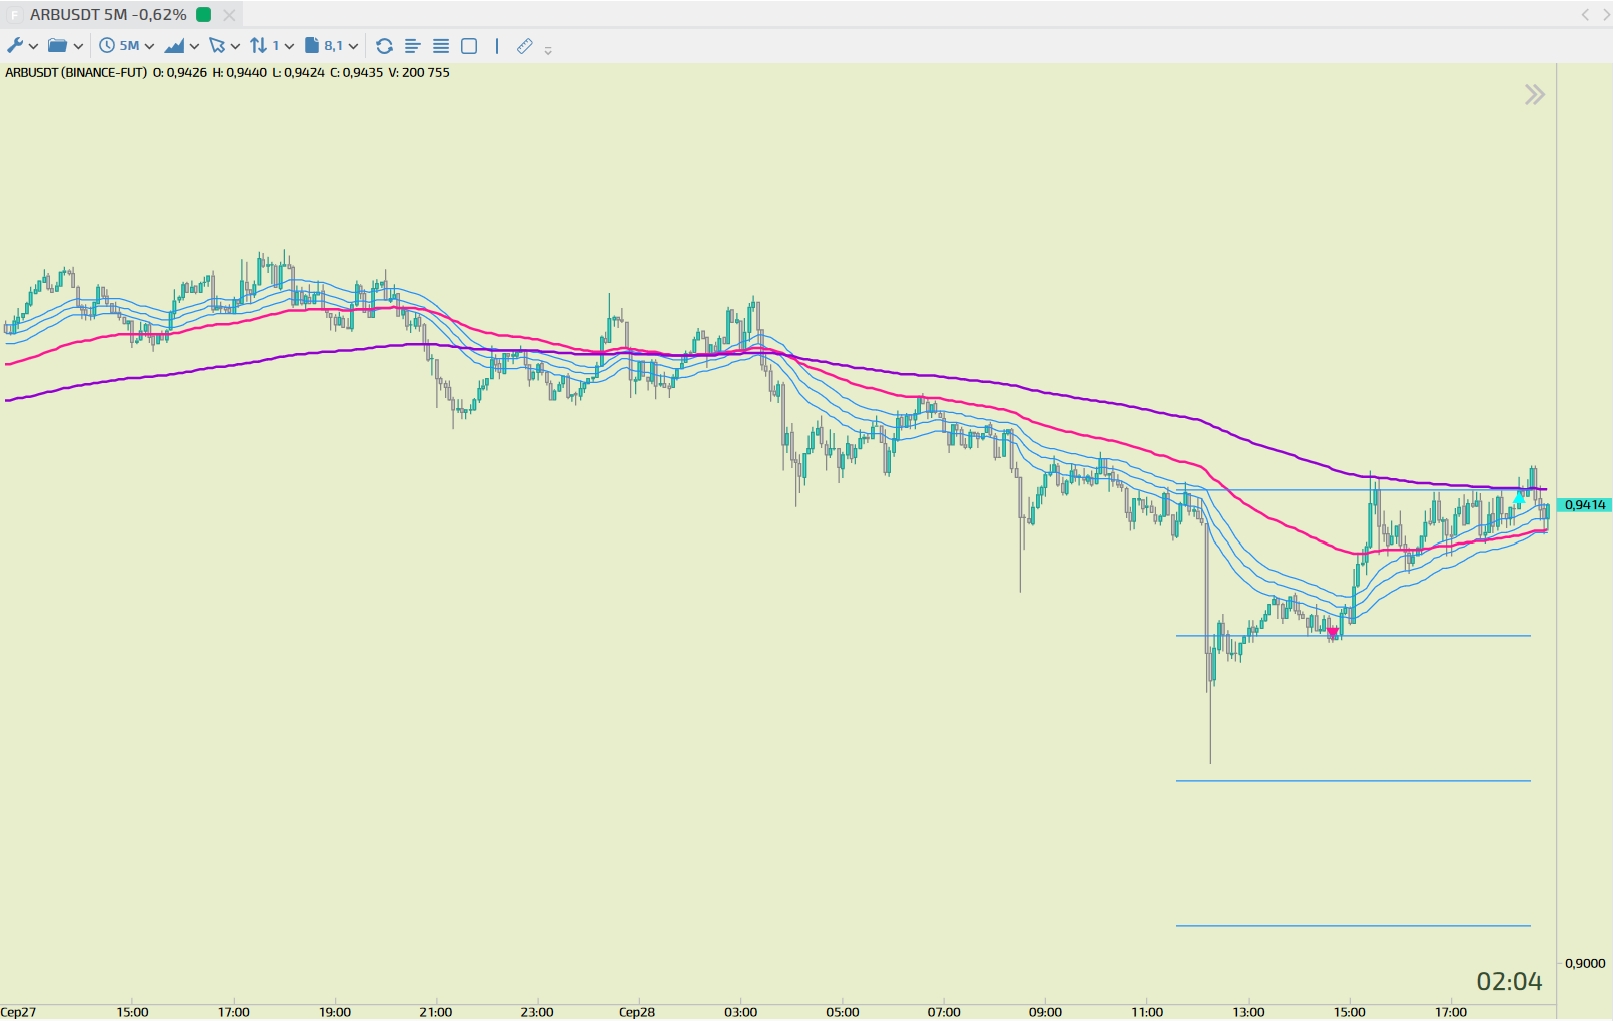 F ARBUSDT 5M -0,62%
5M 1 8,1
ARBUSDT (BINANCE-FUT) O: 0,9426 H: 0,9440 L: 0,9424 C: 0,9435 V: 200 755
0,9414
0,9000
02:04
Сер27 15:00 17:00 19:00 21:00 23:00 Сер28 03:00 05:00 07:00 09:00 11:00 13:00 15:00 17:00